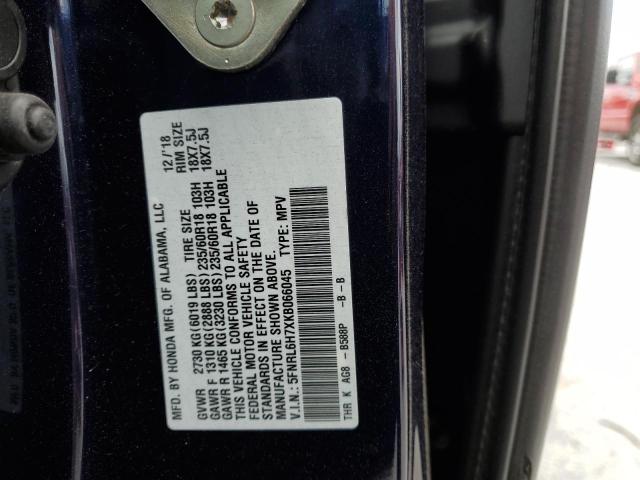 MFD. BY HONDA MFG. OF ALABAMA, LLC 12/'18
TIRE SIZE RIM SIZE
GVWR 2730 KG (6019 LBS)
GAWR F 1310 KG (2888 LBS) 235/60R18 103H 18X7.5J
GAWR R 1465 KG (3230 LBS) 235/60R18 103H 18X7.5J
THIS VEHICLE CONFORMS TO ALL APPLICABLE
FEDERAL MOTOR VEHICLE SAFETY
STANDARDS IN EFFECT ON THE DATE OF
MANUFACTURE SHOWN ABOVE.
V.I.N.: 5FNRL6H7XKB066045 TYPE: MPV
THR K AG8 - B588P -B -B